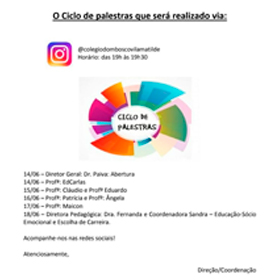 O Ciclo de palestras que será realizado via:
@colegiodomboscovilamatilde
Horário: das 19h às 19h30
CICLO DE
PALESTRAS
14/06 – Diretor Geral: Dr. Paiva: Abertura
14/06 – Profº: EdCarlas
15/06 – Profº: Cláudio e Profº Eduardo
16/06 – Profª: Patrícia e Profª: Ângela
17/06 – Profº: Maicon
18/06 – Diretora Pedagógica: Dra. Fernanda e Coordenadora Sandra – Educação Sócio
Emocional e Escolha de Carreira.
Acompanhe-nos nas redes sociais!
Atenciosamente,
Direção/Coordenação